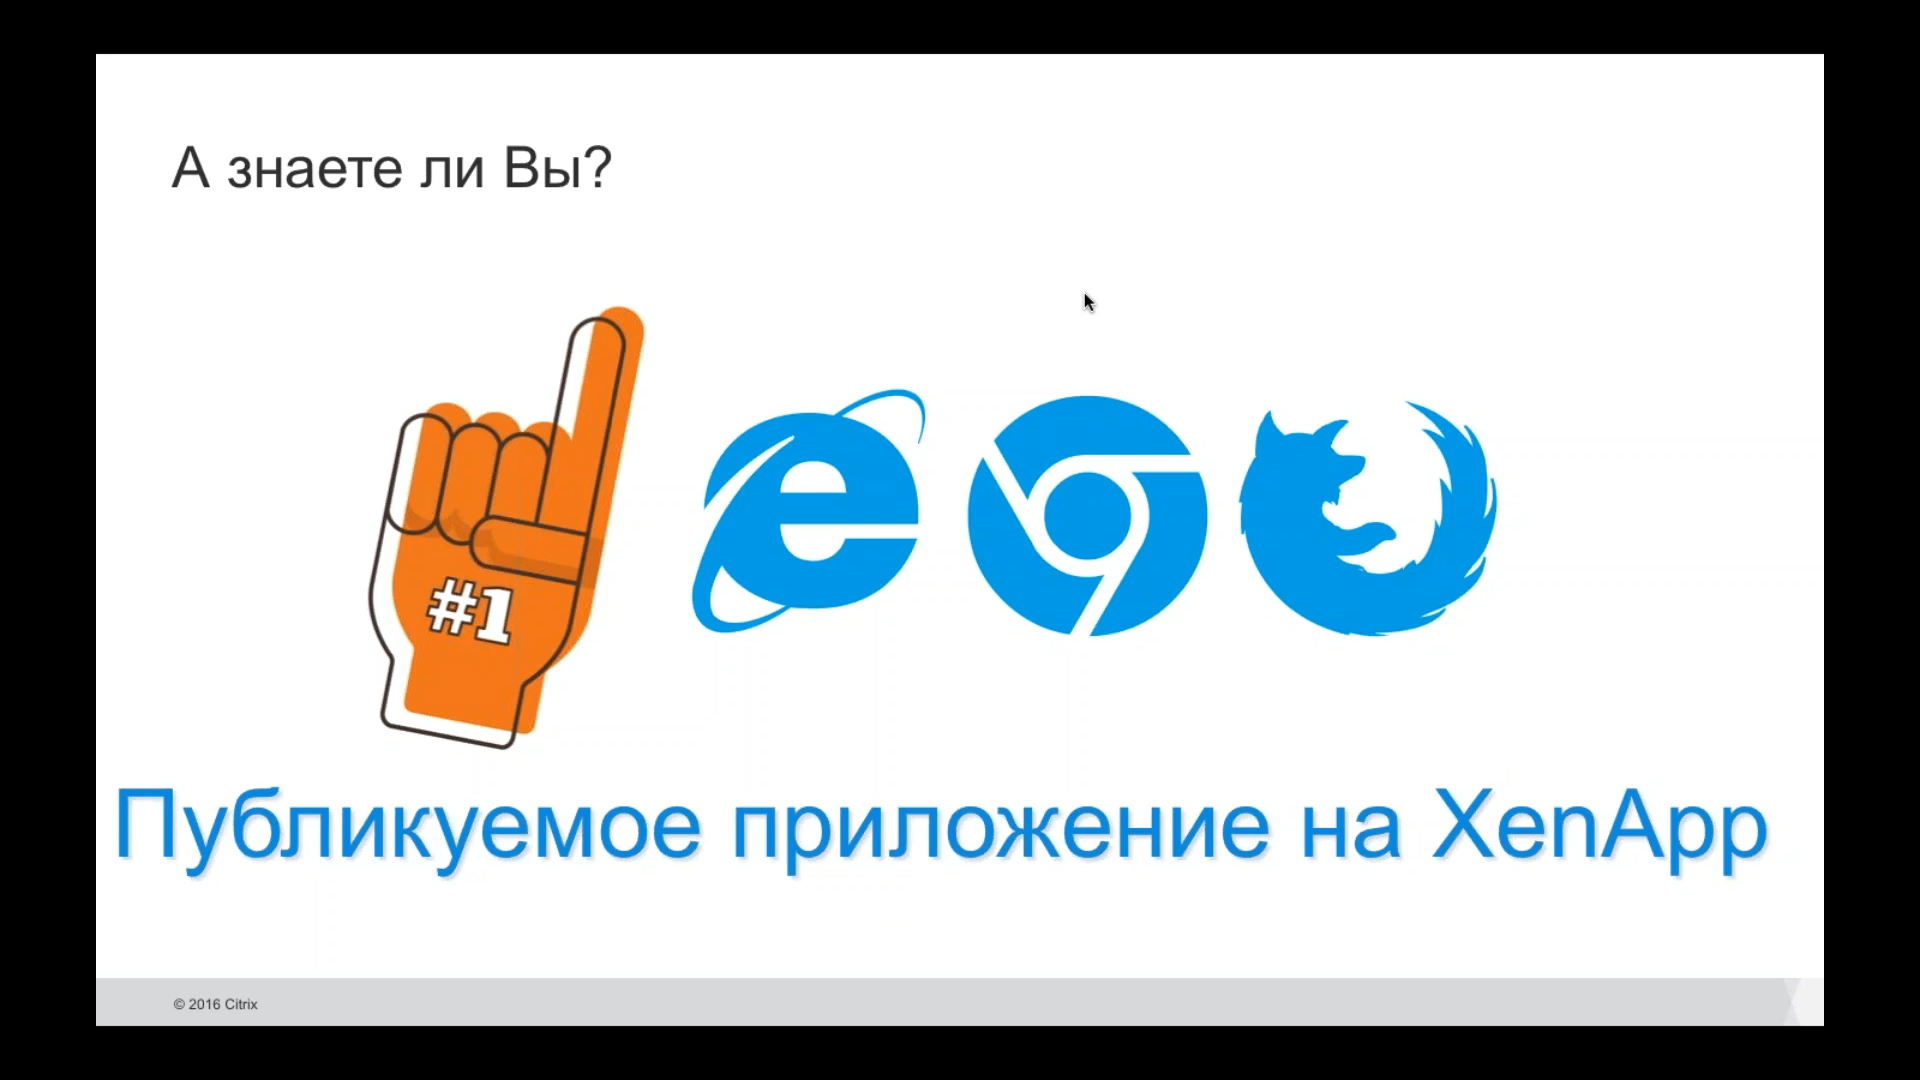 А знаете ли Вы?
#1
Публикуемое приложение на XenApp
© 2016 Citrix